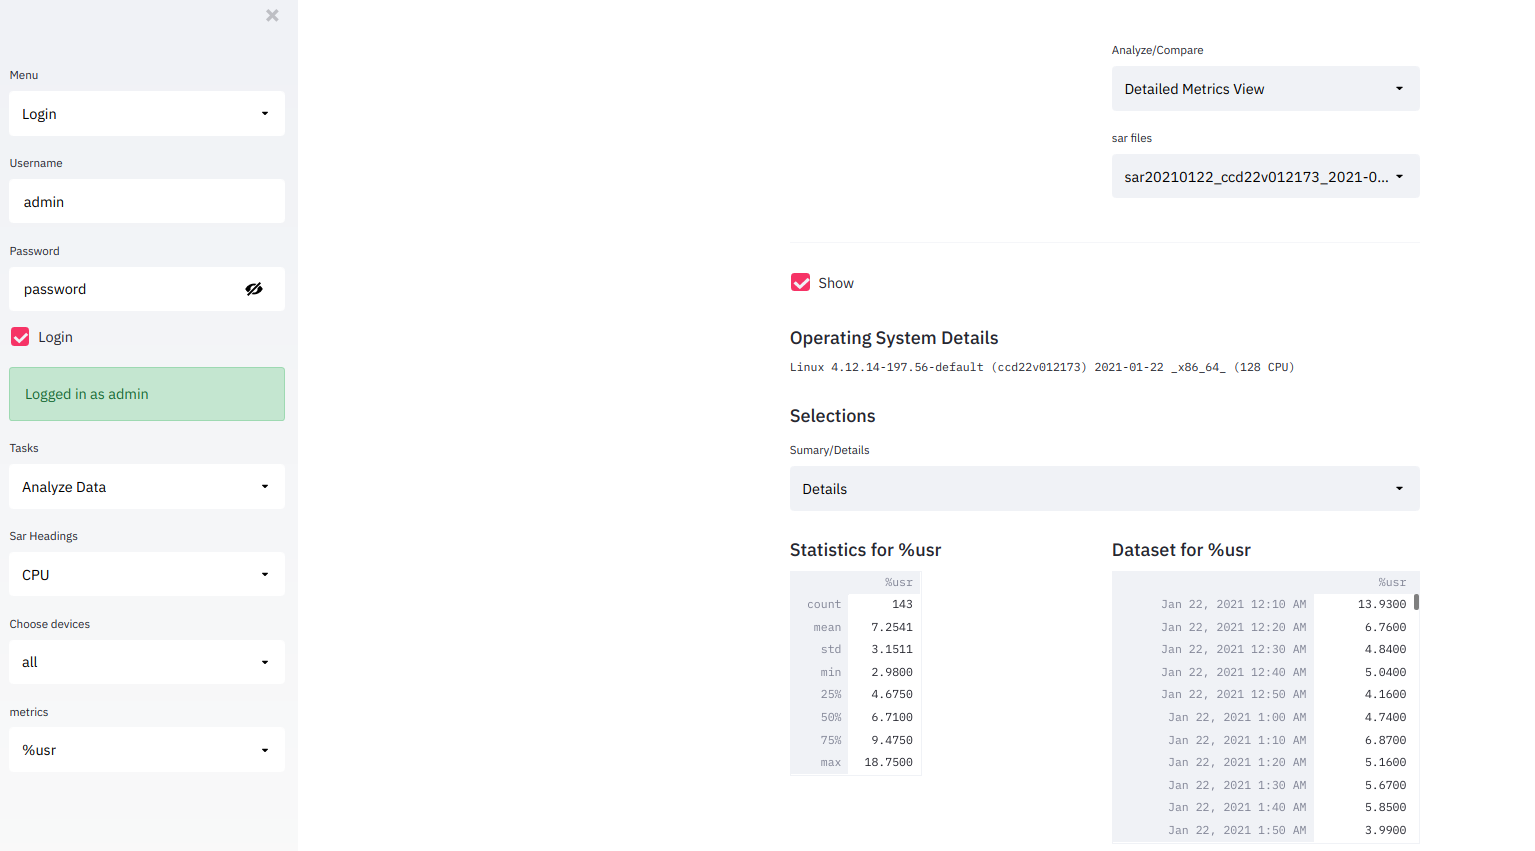 Menu
Login
Username
admin
Password
password
Login
Logged in as admin
Tasks
Analyze Data
Sar Headings
CPU
Choose devices
all
metrics
%usr
Analyze/Compare
Detailed Metrics View
sar files
sar20210122_ccd22v012173_2021-0...
Show
Operating System Details
Linux 4.12.14-197.56-default (ccd22v012173) 2021-01-22 _x86_64_ (128 CPU)
Selections
Sumary/Details
Details
Statistics for %usr
%usr
count 143
mean 7.2541
std 3.1511
min 2.9800
25% 4.6750
50% 6.7100
75% 9.4750
max 18.7500
Dataset for %usr
%usr
Jan 22, 2021 12:10 AM 13.9300
Jan 22, 2021 12:20 AM 6.7600
Jan 22, 2021 12:30 AM 4.8400
Jan 22, 2021 12:40 AM 5.0400
Jan 22, 2021 12:50 AM 4.1600
Jan 22, 2021 1:00 AM 4.7400
Jan 22, 2021 1:10 AM 6.8700
Jan 22, 2021 1:20 AM 5.1600
Jan 22, 2021 1:30 AM 5.6700
Jan 22, 2021 1:40 AM 5.8500
Jan 22, 2021 1:50 AM 3.9900